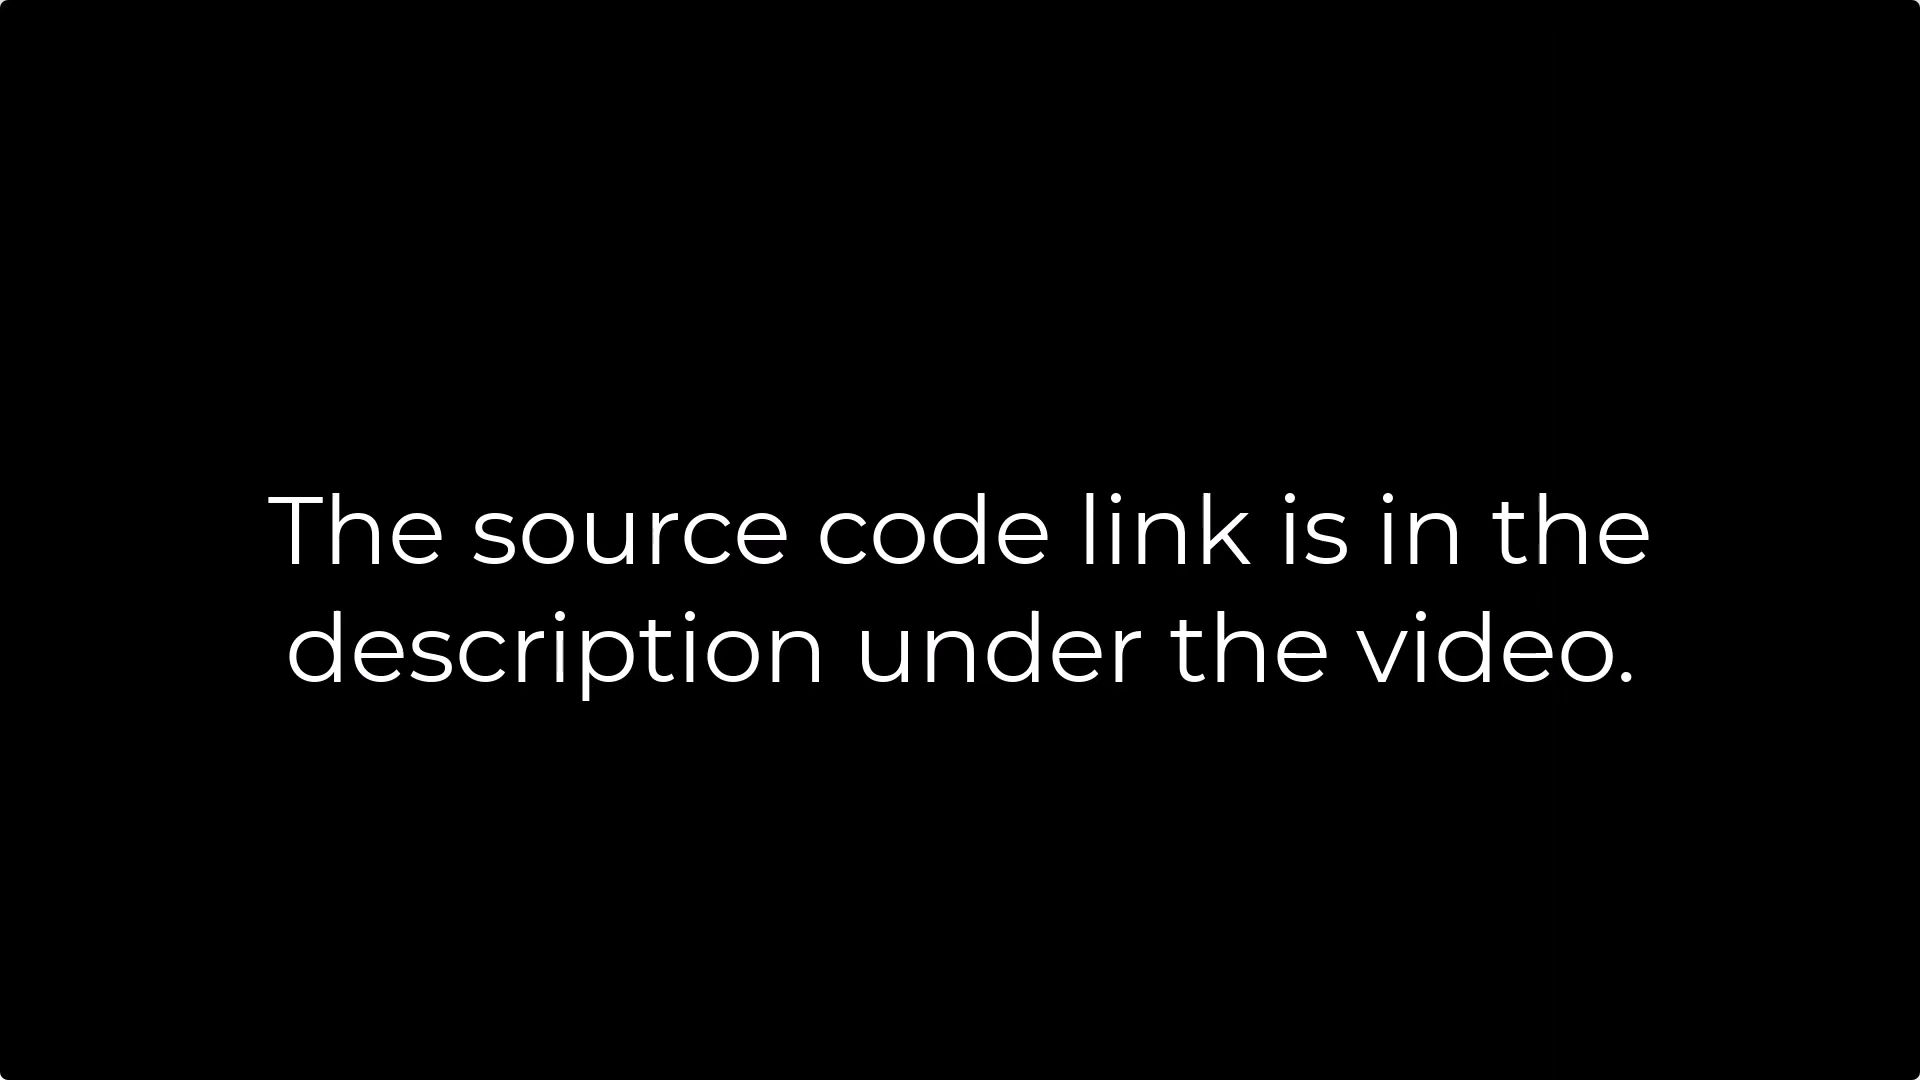 The source code link is in the
description under the video.